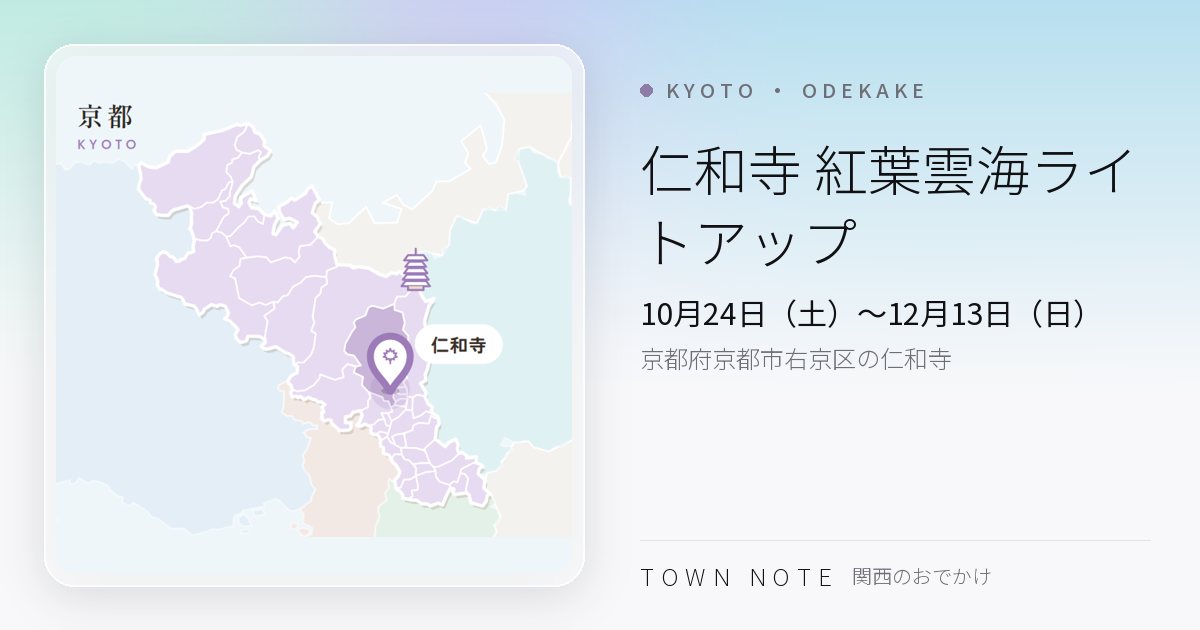 京都
KYOTO
仁和寺
KYOTO • ODEKAKE
仁和寺 紅葉雲海ライ
トアップ
10月24日（土）〜12月13日（日）
京都府京都市右京区の仁和寺
TOWN NOTE 関西のおでかけ